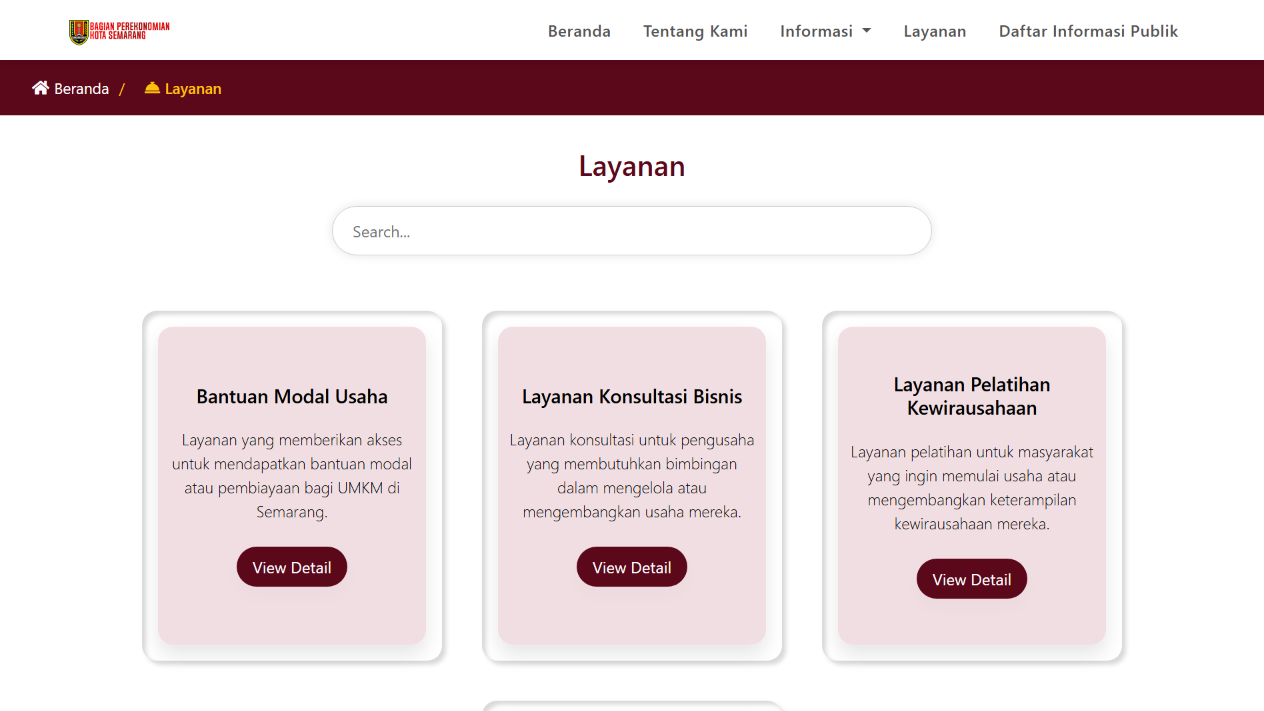 BAGIAN PEREKONOMIAN
KOTA SEMARANG
Beranda
Tentang Kami
Informasi
Layanan
Daftar Informasi Publik
Beranda / Layanan
Layanan
Search...
Bantuan Modal Usaha
Layanan yang memberikan akses
untuk mendapatkan bantuan modal
atau pembiayaan bagi UMKM di
Semarang.
View Detail
Layanan Konsultasi Bisnis
Layanan konsultasi untuk pengusaha
yang membutuhkan bimbingan
dalam mengelola atau
mengembangkan usaha mereka.
View Detail
Layanan Pelatihan
Kewirausahaan
Layanan pelatihan untuk masyarakat
yang ingin memulai usaha atau
mengembangkan keterampilan
kewirausahaan mereka.
View Detail